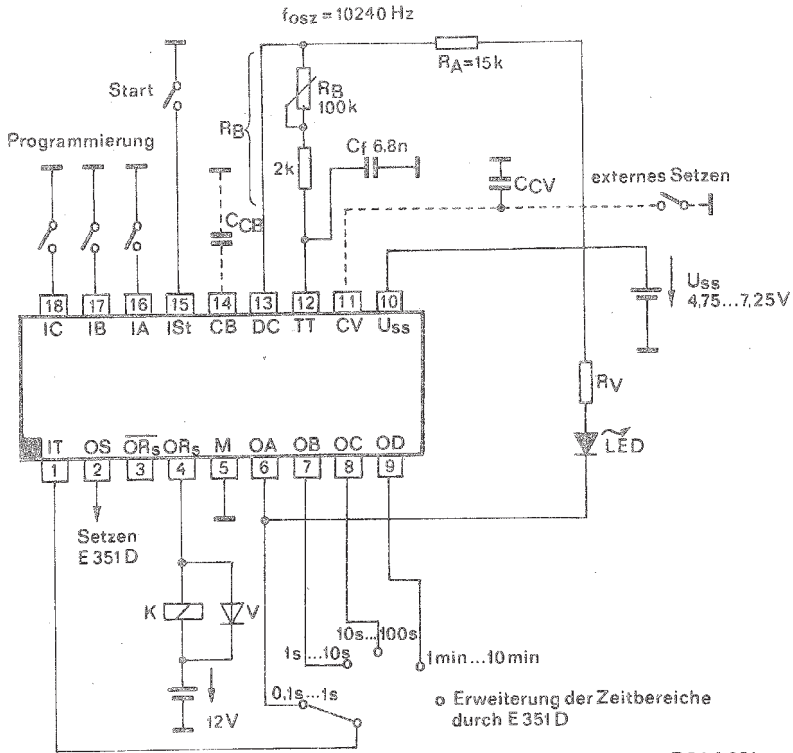 fosz = 10240 Hz
RA=15k
Start
RB
RB
100k
Programmierung
2k
Cf 6.8n
CCB
CCV
externes Setzen
Uss
4,75...7,25V
18 17 16 15 14 13 12 11 10
IC IB IA ISt CB DC TT CV Uss
RV
LED
IT OS ORs ORs M OA OB OC OD
1 2 3 4 5 6 7 8 9
Setzen
E 351 D
K
V
12V
10s...100s
1s...10s
1min...10min
0,1s...1s
o Erweiterung der Zeitbereiche
durch E 351 D